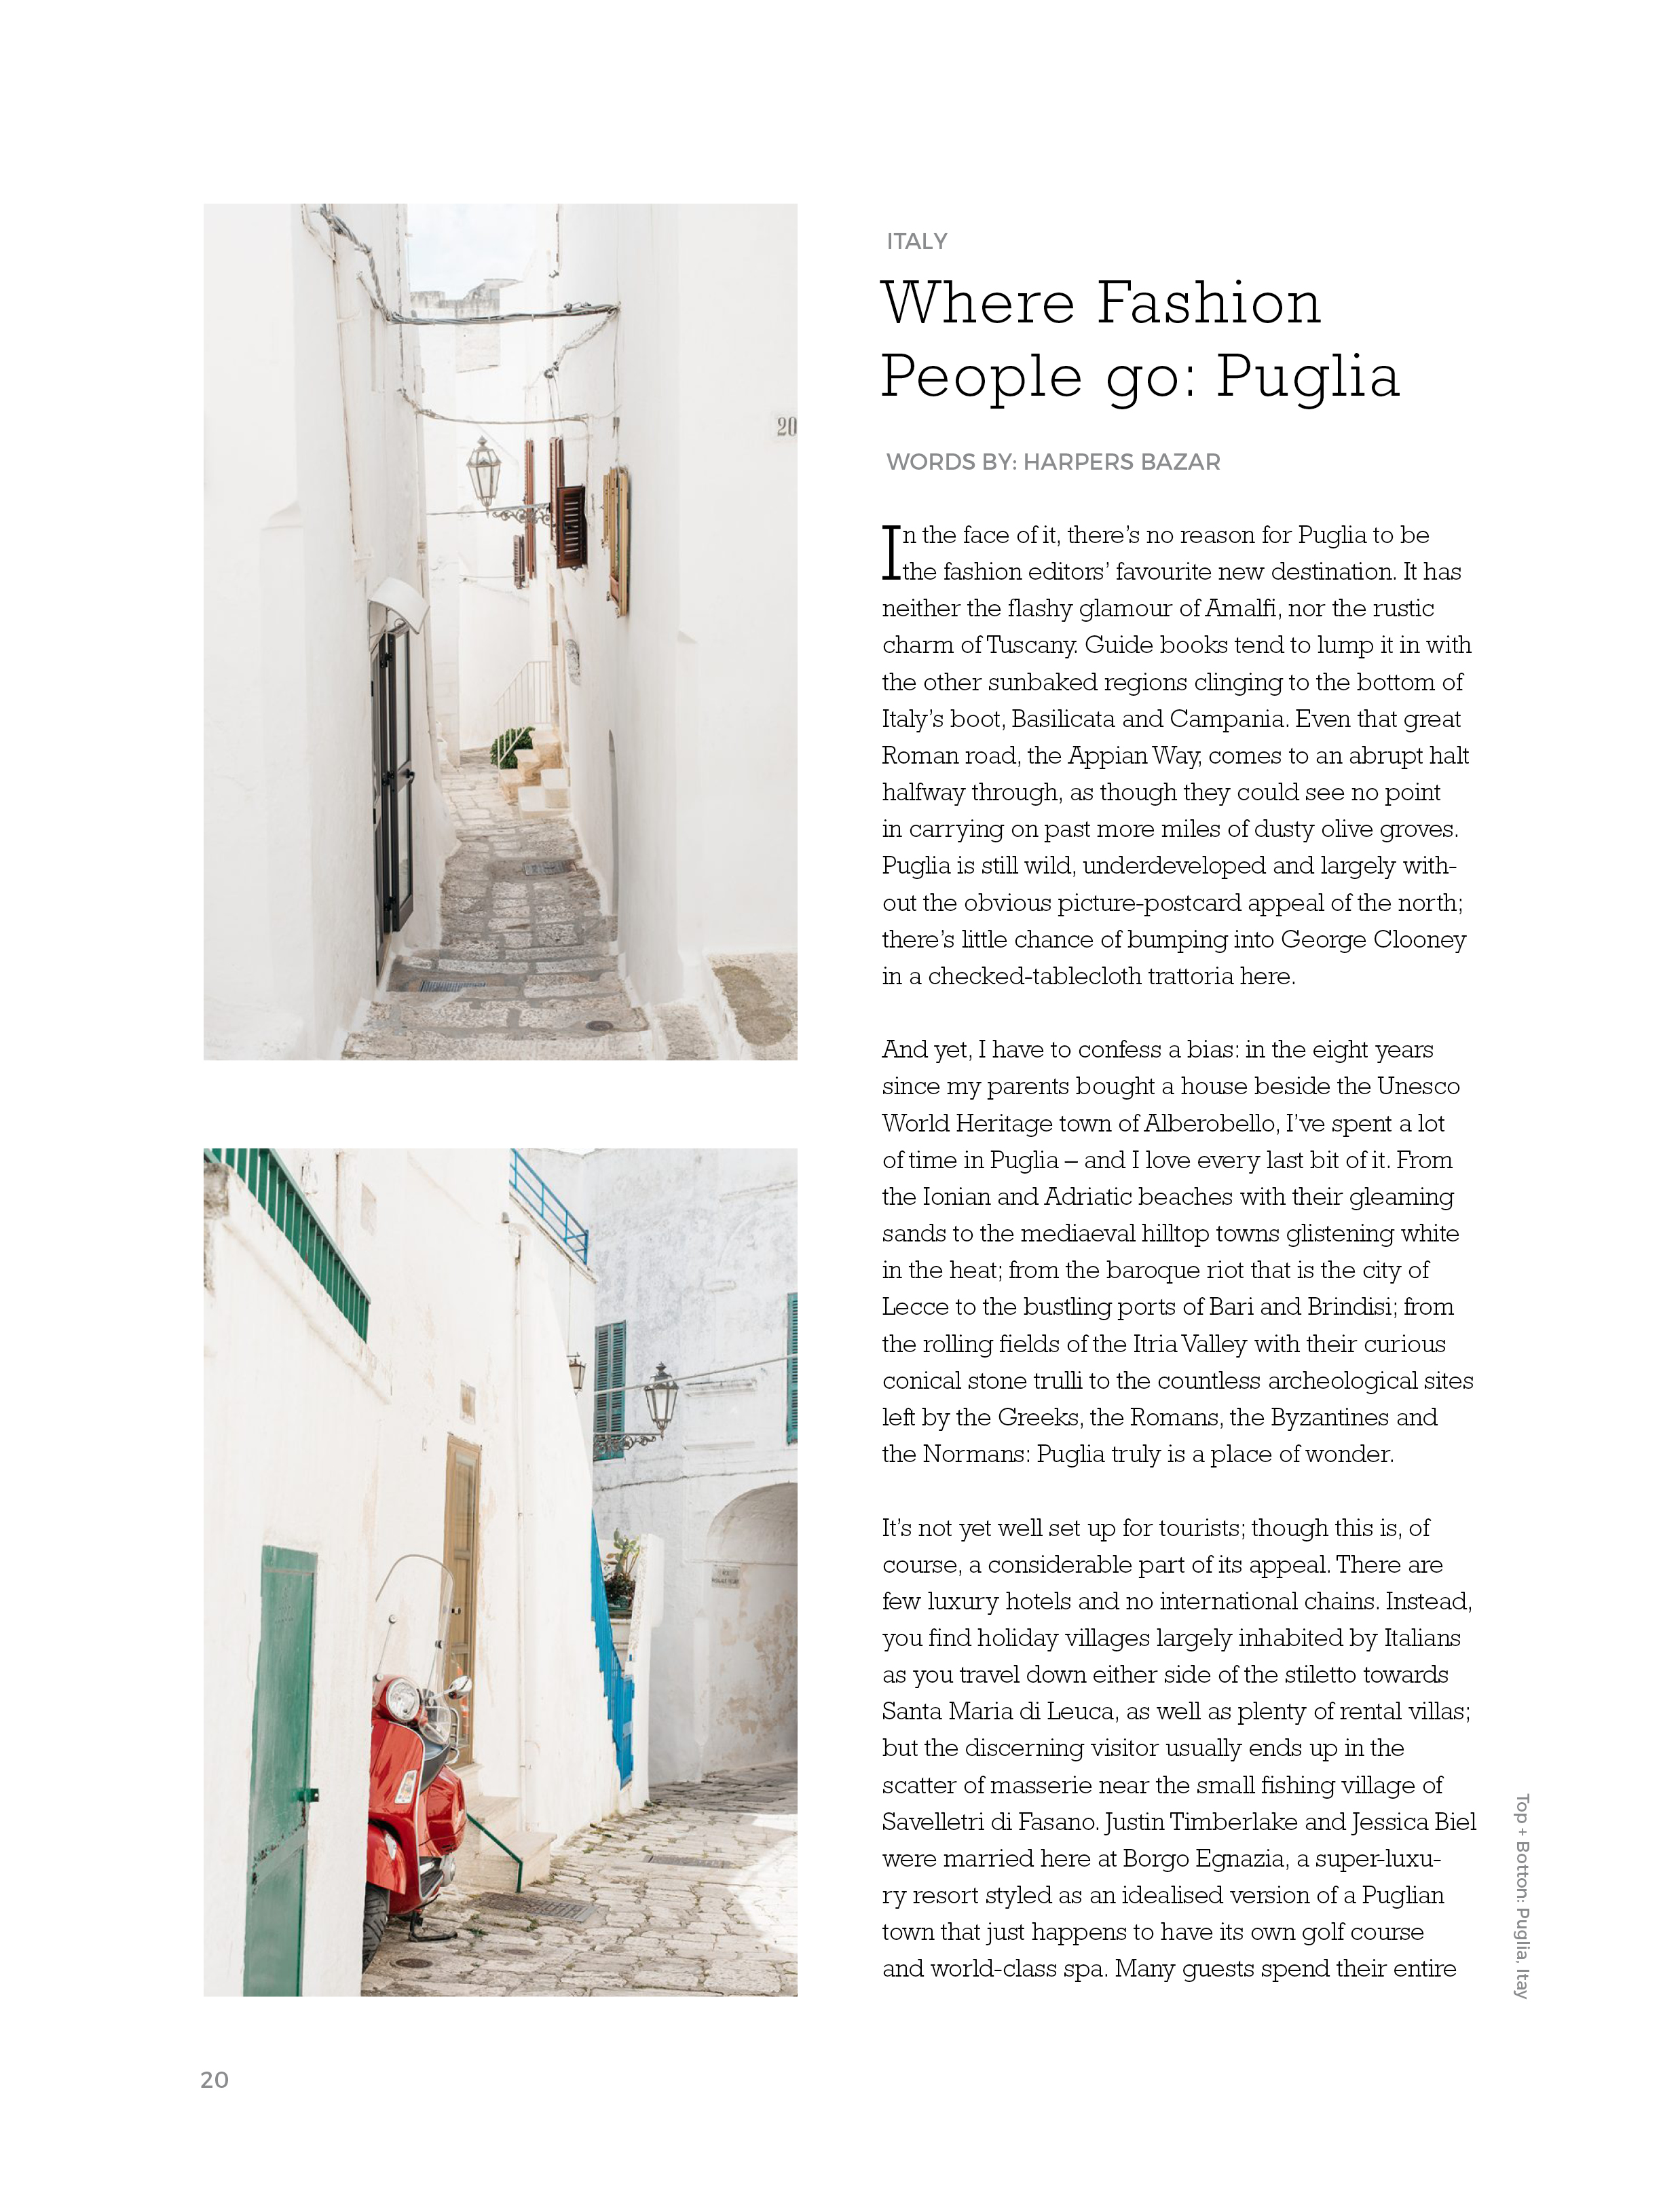 ITALY
Where Fashion
People go: Puglia
WORDS BY: HARPERS BAZAR
In the face of it, there’s no reason for Puglia to be
the fashion editors’ favourite new destination. It has
neither the flashy glamour of Amalfi, nor the rustic
charm of Tuscany. Guide books tend to lump it in with
the other sunbaked regions clinging to the bottom of
Italy’s boot, Basilicata and Campania. Even that great
Roman road, the Appian Way, comes to an abrupt halt
halfway through, as though they could see no point
in carrying on past more miles of dusty olive groves.
Puglia is still wild, underdeveloped and largely with-
out the obvious picture-postcard appeal of the north;
there’s little chance of bumping into George Clooney
in a checked-tablecloth trattoria here.
And yet, I have to confess a bias: in the eight years
since my parents bought a house beside the Unesco
World Heritage town of Alberobello, I’ve spent a lot
of time in Puglia – and I love every last bit of it. From
the Ionian and Adriatic beaches with their gleaming
sands to the mediaeval hilltop towns glistening white
in the heat; from the baroque riot that is the city of
Lecce to the bustling ports of Bari and Brindisi; from
the rolling fields of the Itria Valley with their curious
conical stone trulli to the countless archeological sites
left by the Greeks, the Romans, the Byzantines and
the Normans: Puglia truly is a place of wonder.
It’s not yet well set up for tourists; though this is, of
course, a considerable part of its appeal. There are
few luxury hotels and no international chains. Instead,
you find holiday villages largely inhabited by Italians
as you travel down either side of the stiletto towards
Santa Maria di Leuca, as well as plenty of rental villas;
but the discerning visitor usually ends up in the
scatter of masserie near the small fishing village of
Savelletri di Fasano. Justin Timberlake and Jessica Biel
were married here at Borgo Egnazia, a super-luxu-
ry resort styled as an idealised version of a Puglian
town that just happens to have its own golf course
and world-class spa. Many guests spend their entire
Top + Botton: Puglia, Itay
20
20